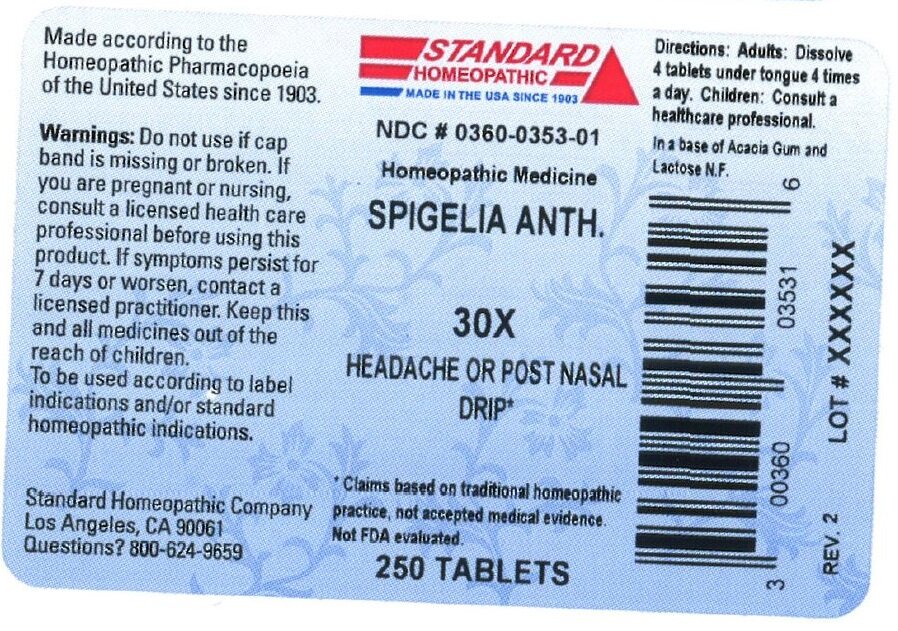 Made according to the
Homeopathic Pharmacopoeia
of the United States since 1903.
Warnings: Do not use if cap
band is missing or broken. If
you are pregnant or nursing,
consult a licensed health care
professional before using this
product. If symptoms persist for
7 days or worsen, contact a
licensed practitioner. Keep this
and all medicines out of the
reach of children.
To be used according to label
indications and/or standard
homeopathic indications.
Standard Homeopathic Company
Los Angeles, CA 90061
Questions? 800-624-9659
STANDARD
HOMEOPATHIC
MADE IN THE USA SINCE 1903
NDC # 0360-0353-01
Homeopathic Medicine
SPIGELIA ANTH.
30X
HEADACHE OR POST NASAL
DRIP*
* Claims based on traditional homeopathic
practice, not accepted medical evidence.
Not FDA evaluated.
250 TABLETS
Directions: Adults: Dissolve
4 tablets under tongue 4 times
a day. Children: Consult a
healthcare professional.
In a base of Acacia Gum and
Lactose N.F.
3 00360 03531 6
REV. 2 LOT # XXXXXX